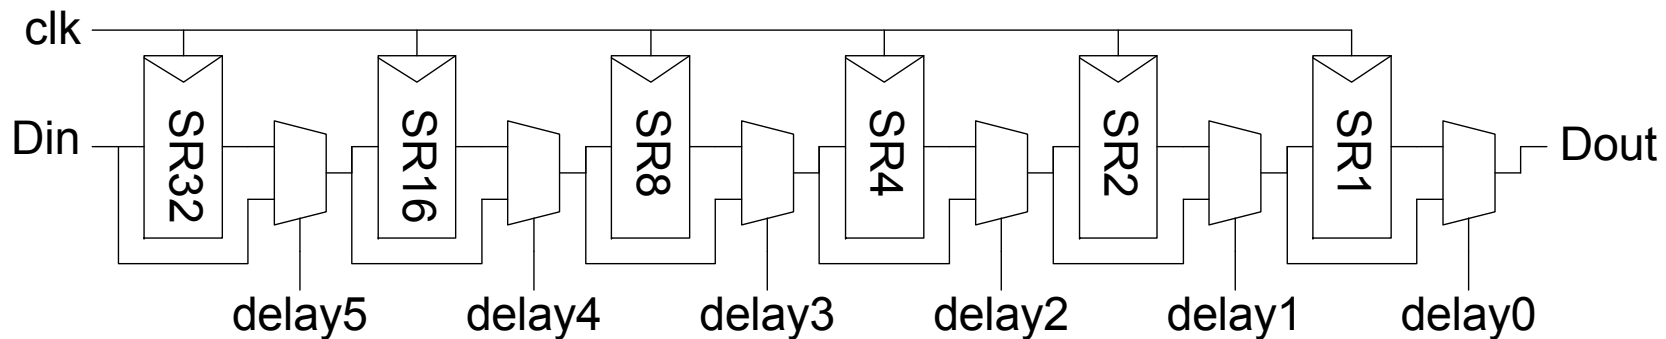 clk
Din SR32 SR16 SR8 SR4 SR2 SR1 Dout
delay5 delay4 delay3 delay2 delay1 delay0